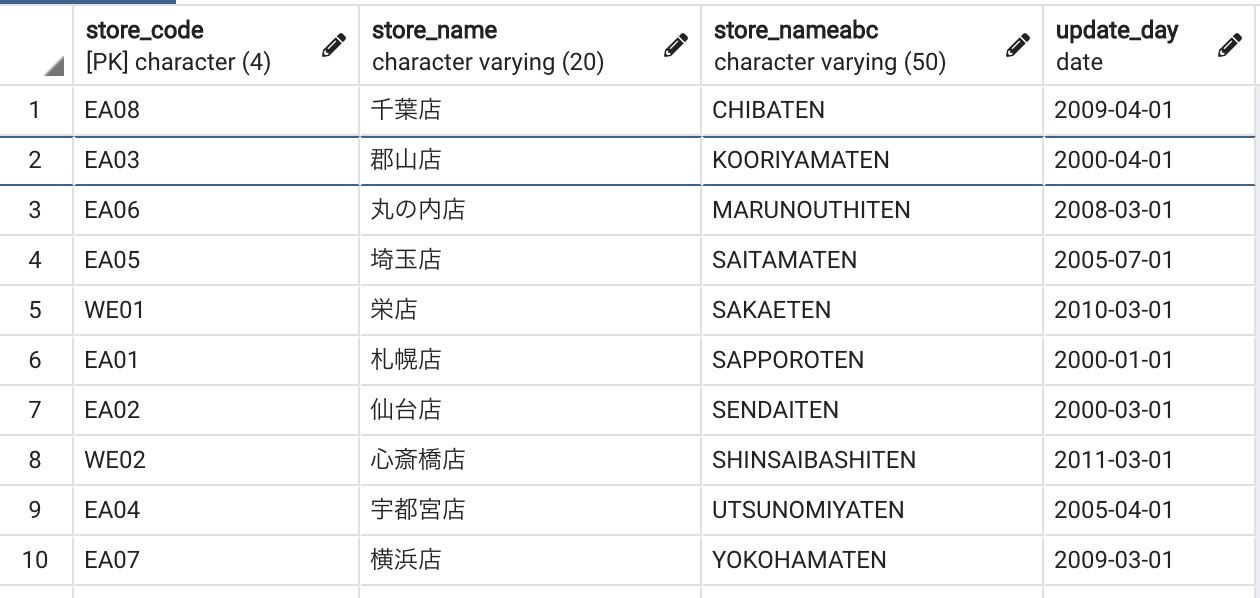 store_code store_name store_nameabc update_day
[PK] character (4) character varying (20) character varying (50) date
1 EA08 千葉店 CHIBATEN 2009-04-01
2 EA03 郡山店 KOORIYAMATEN 2000-04-01
3 EA06 丸の内店 MARUNOUTHITEN 2008-03-01
4 EA05 埼玉店 SAITAMATEN 2005-07-01
5 WE01 栄店 SAKAETEN 2010-03-01
6 EA01 札幌店 SAPPOROTEN 2000-01-01
7 EA02 仙台店 SENDAITEN 2000-03-01
8 WE02 心斎橋店 SHINSAIBASHITEN 2011-03-01
9 EA04 宇都宮店 UTSUNOMIYATEN 2005-04-01
10 EA07 横浜店 YOKOHAMATEN 2009-03-01